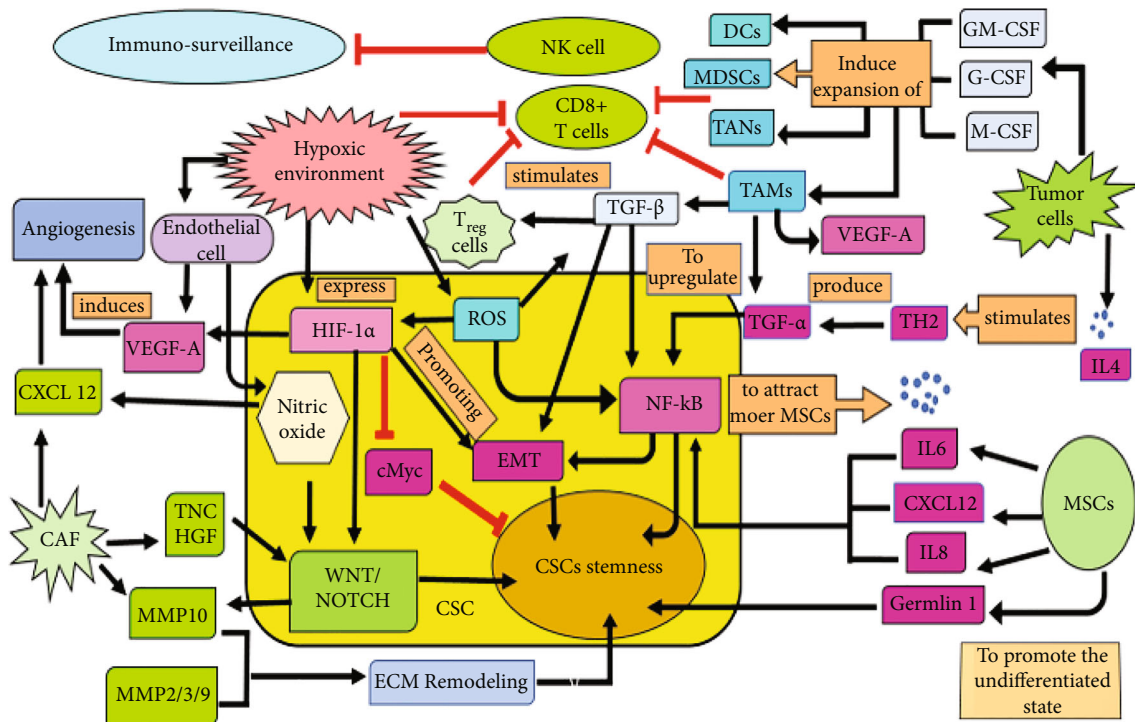 Immuno-surveillance
NK cell
DCs
MDSCs
TANs
Induce
expansion of
GM-CSF
G-CSF
M-CSF
CD8+
T cells
Hypoxic
environment
stimulates
TGF-β
TAMs
Tumor
cells
Angiogenesis
Endothelial
cell
Treg
cells
VEGF-A
To
upregulate
induces
express
produce
VEGF-A
HIF-1α
ROS
TGF-α
TH2
stimulates
IL4
CXCL 12
Nitric
oxide
Promoting
NF-kB
to attract
moer MSCs
cMyc
EMT
IL6
CXCL12
IL8
MSCs
CAF
TNC
HGF
WNT/
NOTCH
CSC
CSCs stemness
MMP10
Germlin 1
MMP2/3/9
ECM Remodeling
To promote the
undifferentiated
state